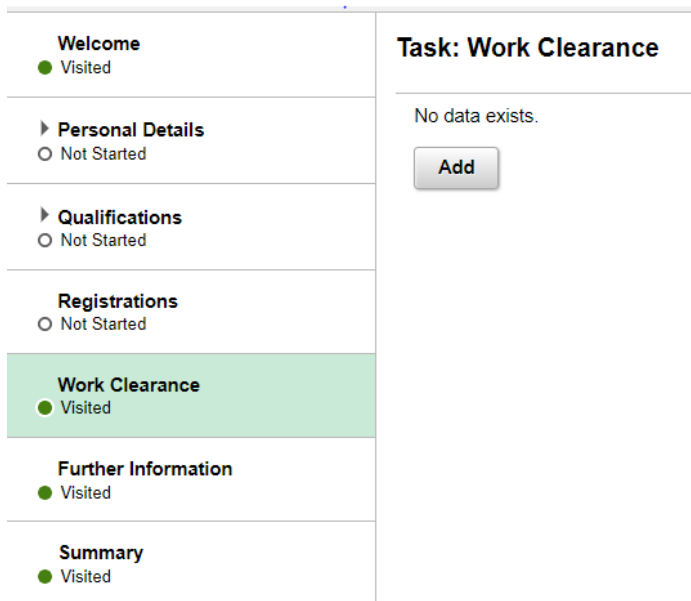 Welcome
Visited
Personal Details
Not Started
Qualifications
Not Started
Registrations
Not Started
Work Clearance
Visited
Further Information
Visited
Summary
Visited
Task: Work Clearance
No data exists.
Add